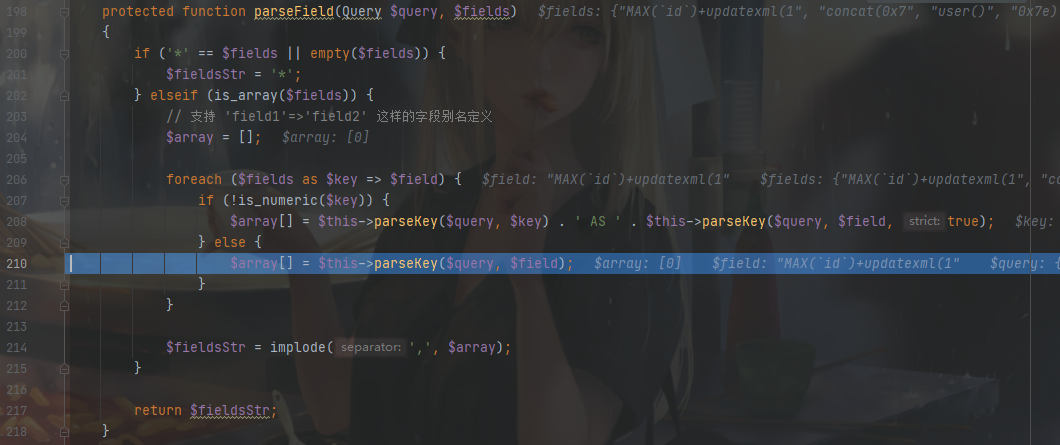 198 protected function parseField(Query $query, $fields) $fields: {"MAX(`id`)+updatexml(1", "concat(0x7", "user()", "0x7e)
199 {
200 if ('*' == $fields || empty($fields)) {
201 $fieldsStr = '*';
202 } elseif (is_array($fields)) {
203 // 支持 'field1'=>'field2' 这样的字段别名定义
204 $array = []; $array: [0]
205
206 foreach ($fields as $key => $field) { $field: "MAX(`id`)+updatexml(1" $fields: {"MAX(`id`)+updatexml(1", "co
207 if (!is_numeric($key)) {
208 $array[] = $this->parseKey($query, $key) . ' AS ' . $this->parseKey($query, $field, strict: true); $key:
209 } else {
210 $array[] = $this->parseKey($query, $field); $array: [0] $field: "MAX(`id`)+updatexml(1" $query: {
211 }
212 }
213
214 $fieldsStr = implode( separator: ',', $array);
215 }
216
217 return $fieldsStr;
218 }